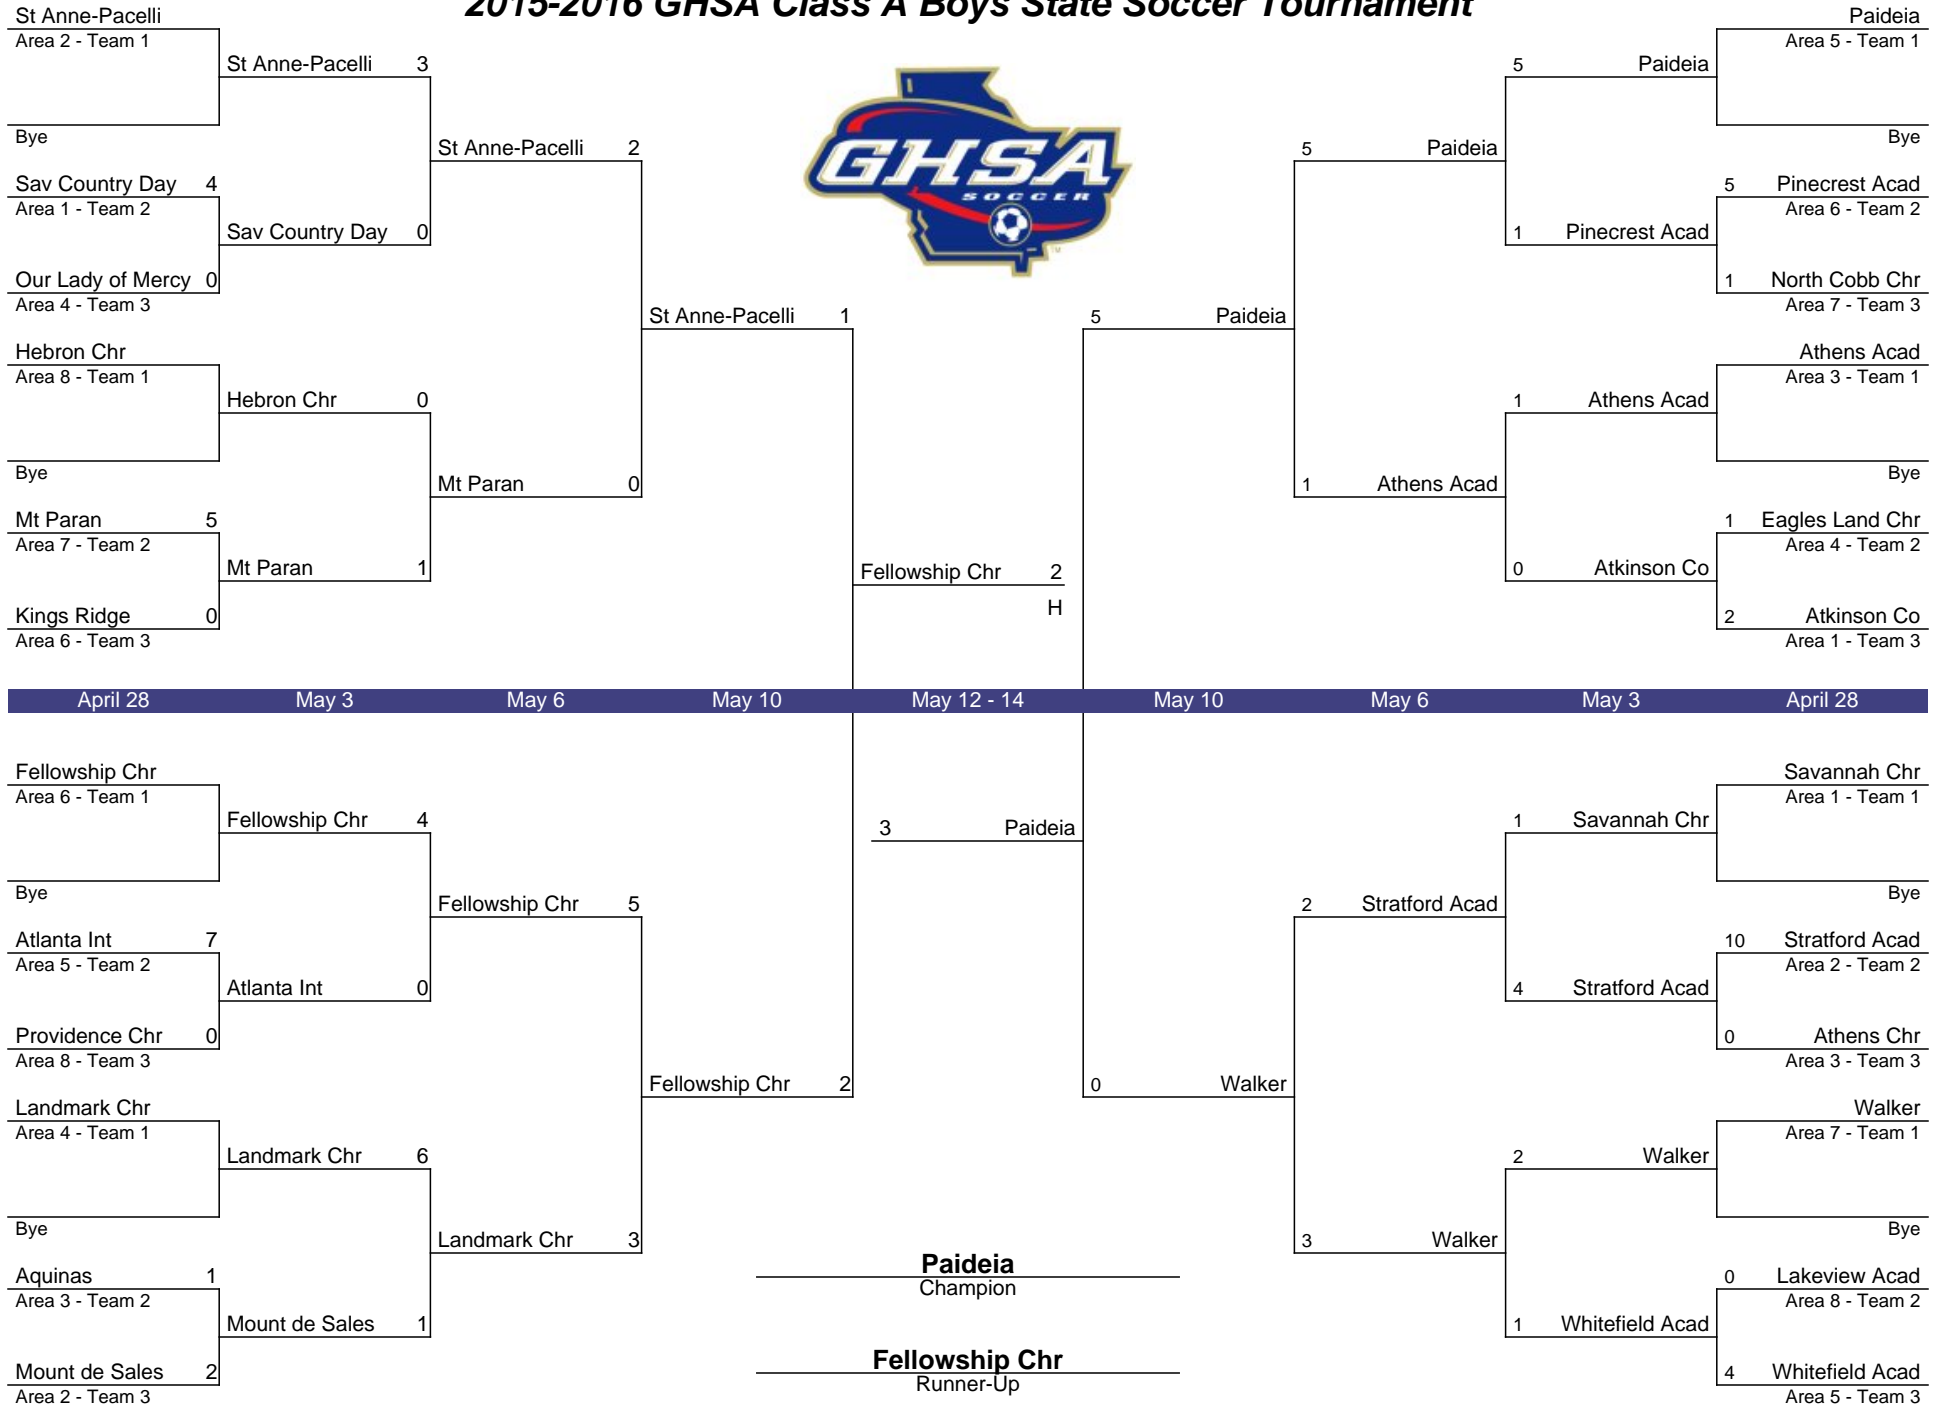 2015-2016 GHSA Class A Boys State Soccer Tournament
GHSA
SOCCER
St Anne-Pacelli
Area 2 - Team 1
St Anne-Pacelli 3
Bye
St Anne-Pacelli 2
Sav Country Day 4
Area 1 - Team 2
Sav Country Day 0
Our Lady of Mercy 0
Area 4 - Team 3
St Anne-Pacelli 1
Hebron Chr
Area 8 - Team 1
Hebron Chr 0
Bye
Mt Paran 0
Mt Paran 5
Area 7 - Team 2
Mt Paran 1
Kings Ridge 0
Area 6 - Team 3
Fellowship Chr 2
H
Paideia
Area 5 - Team 1
5 Paideia
Bye
5 Paideia
5 Pinecrest Acad
Area 6 - Team 2
1 Pinecrest Acad
1 North Cobb Chr
Area 7 - Team 3
5 Paideia
Athens Acad
Area 3 - Team 1
1 Athens Acad
Bye
1 Athens Acad
1 Eagles Land Chr
Area 4 - Team 2
0 Atkinson Co
2 Atkinson Co
Area 1 - Team 3
April 28 May 3 May 6 May 10 May 12 - 14 May 10 May 6 May 3 April 28
Fellowship Chr
Area 6 - Team 1
Fellowship Chr 4
Bye
Fellowship Chr 5
Atlanta Int 7
Area 5 - Team 2
Atlanta Int 0
Providence Chr 0
Area 8 - Team 3
Fellowship Chr 2
Landmark Chr
Area 4 - Team 1
Landmark Chr 6
Bye
Landmark Chr 3
Aquinas 1
Area 3 - Team 2
Mount de Sales 1
Mount de Sales 2
Area 2 - Team 3
3 Paideia
Savannah Chr
Area 1 - Team 1
1 Savannah Chr
Bye
2 Stratford Acad
10 Stratford Acad
Area 2 - Team 2
4 Stratford Acad
0 Athens Chr
Area 3 - Team 3
0 Walker
Walker
Area 7 - Team 1
2 Walker
Bye
3 Walker
0 Lakeview Acad
Area 8 - Team 2
1 Whitefield Acad
4 Whitefield Acad
Area 5 - Team 3
Paideia
Champion
Fellowship Chr
Runner-Up